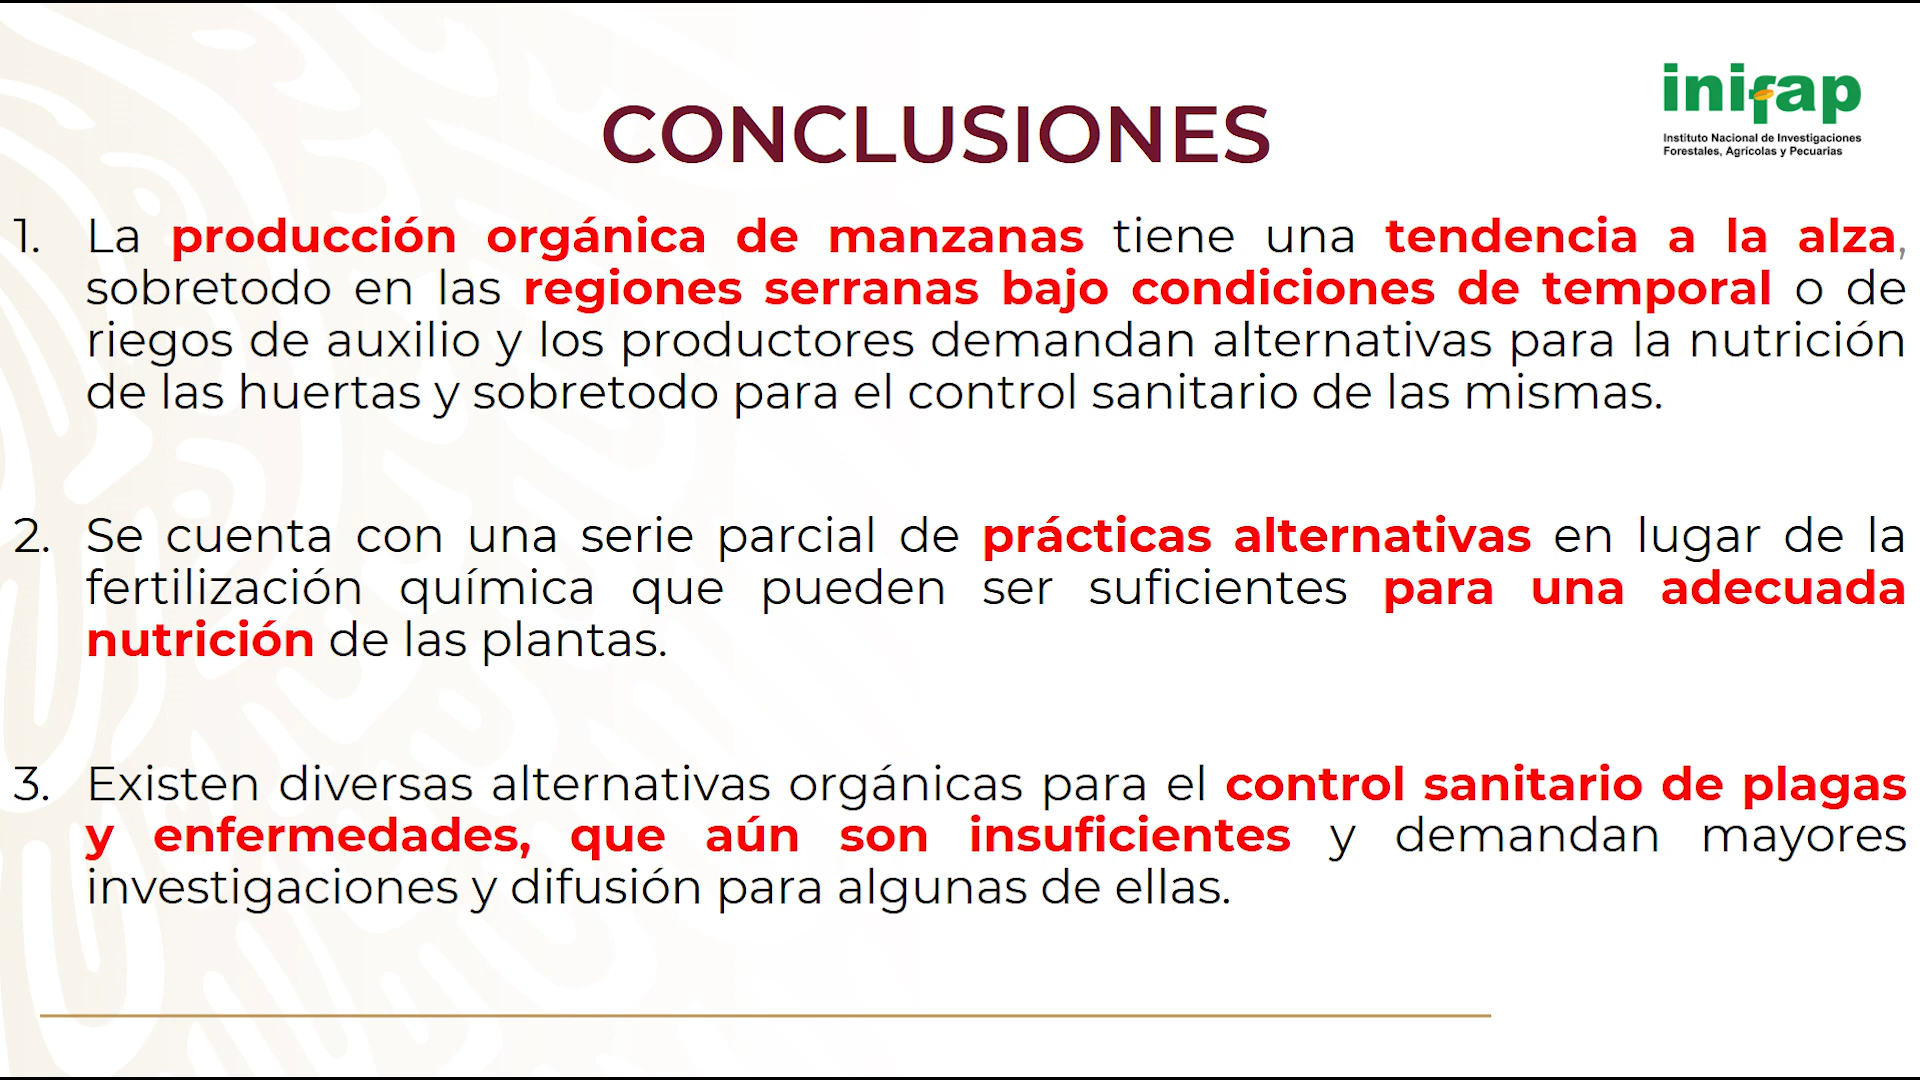 CONCLUSIONES
inifap
Instituto Nacional de Investigaciones
Forestales, Agrícolas y Pecuarias
1. La producción orgánica de manzanas tiene una tendencia a la alza,
sobretodo en las regiones serranas bajo condiciones de temporal o de
riegos de auxilio y los productores demandan alternativas para la nutrición
de las huertas y sobretodo para el control sanitario de las mismas.
2. Se cuenta con una serie parcial de prácticas alternativas en lugar de la
fertilización química que pueden ser suficientes para una adecuada
nutrición de las plantas.
3. Existen diversas alternativas orgánicas para el control sanitario de plagas
y enfermedades, que aún son insuficientes y demandan mayores
investigaciones y difusión para algunas de ellas.